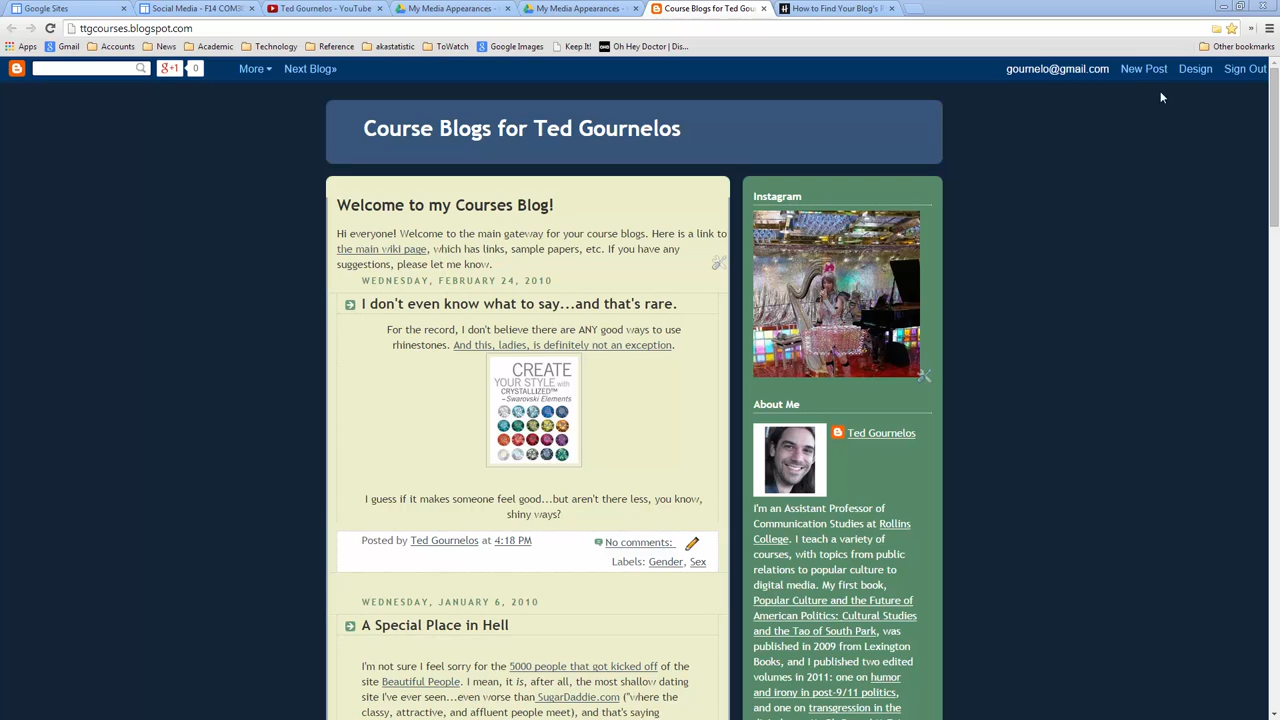 Google Sites
Social Media - F14 COM30
Ted Gournelos - YouTube
My Media Appearances -
My Media Appearances -
Course Blogs for Ted Gour
How to Find Your Blog's R
ttgcourses.blogspot.com
Apps Gmail Accounts News Academic Technology Reference akastatistic ToWatch Google Images Keep It! Oh Hey Doctor | Dis... » Other bookmarks
g+1 0 More Next Blog» gournelo@gmail.com New Post Design Sign Out
Course Blogs for Ted Gournelos
Welcome to my Courses Blog!
Hi everyone! Welcome to the main gateway for your course blogs. Here is a link to
the main wiki page, which has links, sample papers, etc. If you have any
suggestions, please let me know.
WEDNESDAY, FEBRUARY 24, 2010
I don't even know what to say...and that's rare.
For the record, I don't believe there are ANY good ways to use
rhinestones. And this, ladies, is definitely not an exception.
CREATE
YOUR STYLE with
CRYSTALLIZED™
~Swarovski Elements
I guess if it makes someone feel good...but aren't there less, you know,
shiny ways?
Posted by Ted Gournelos at 4:18 PM No comments:
Labels: Gender, Sex
WEDNESDAY, JANUARY 6, 2010
A Special Place in Hell
I'm not sure I feel sorry for the 5000 people that got kicked off of the
site Beautiful People. I mean, it is, after all, the most shallow dating
site I've ever seen...even worse than SugarDaddie.com ("where the
classy, attractive, and affluent people meet), and that's saying
Instagram
About Me
Ted Gournelos
I'm an Assistant Professor of
Communication Studies at Rollins
College. I teach a variety of
courses, with topics from public
relations to popular culture to
digital media. My first book,
Popular Culture and the Future of
American Politics: Cultural Studies
and the Tao of South Park, was
published in 2009 from Lexington
Books, and I published two edited
volumes in 2011: one on humor
and irony in post-9/11 politics,
and one on transgression in the